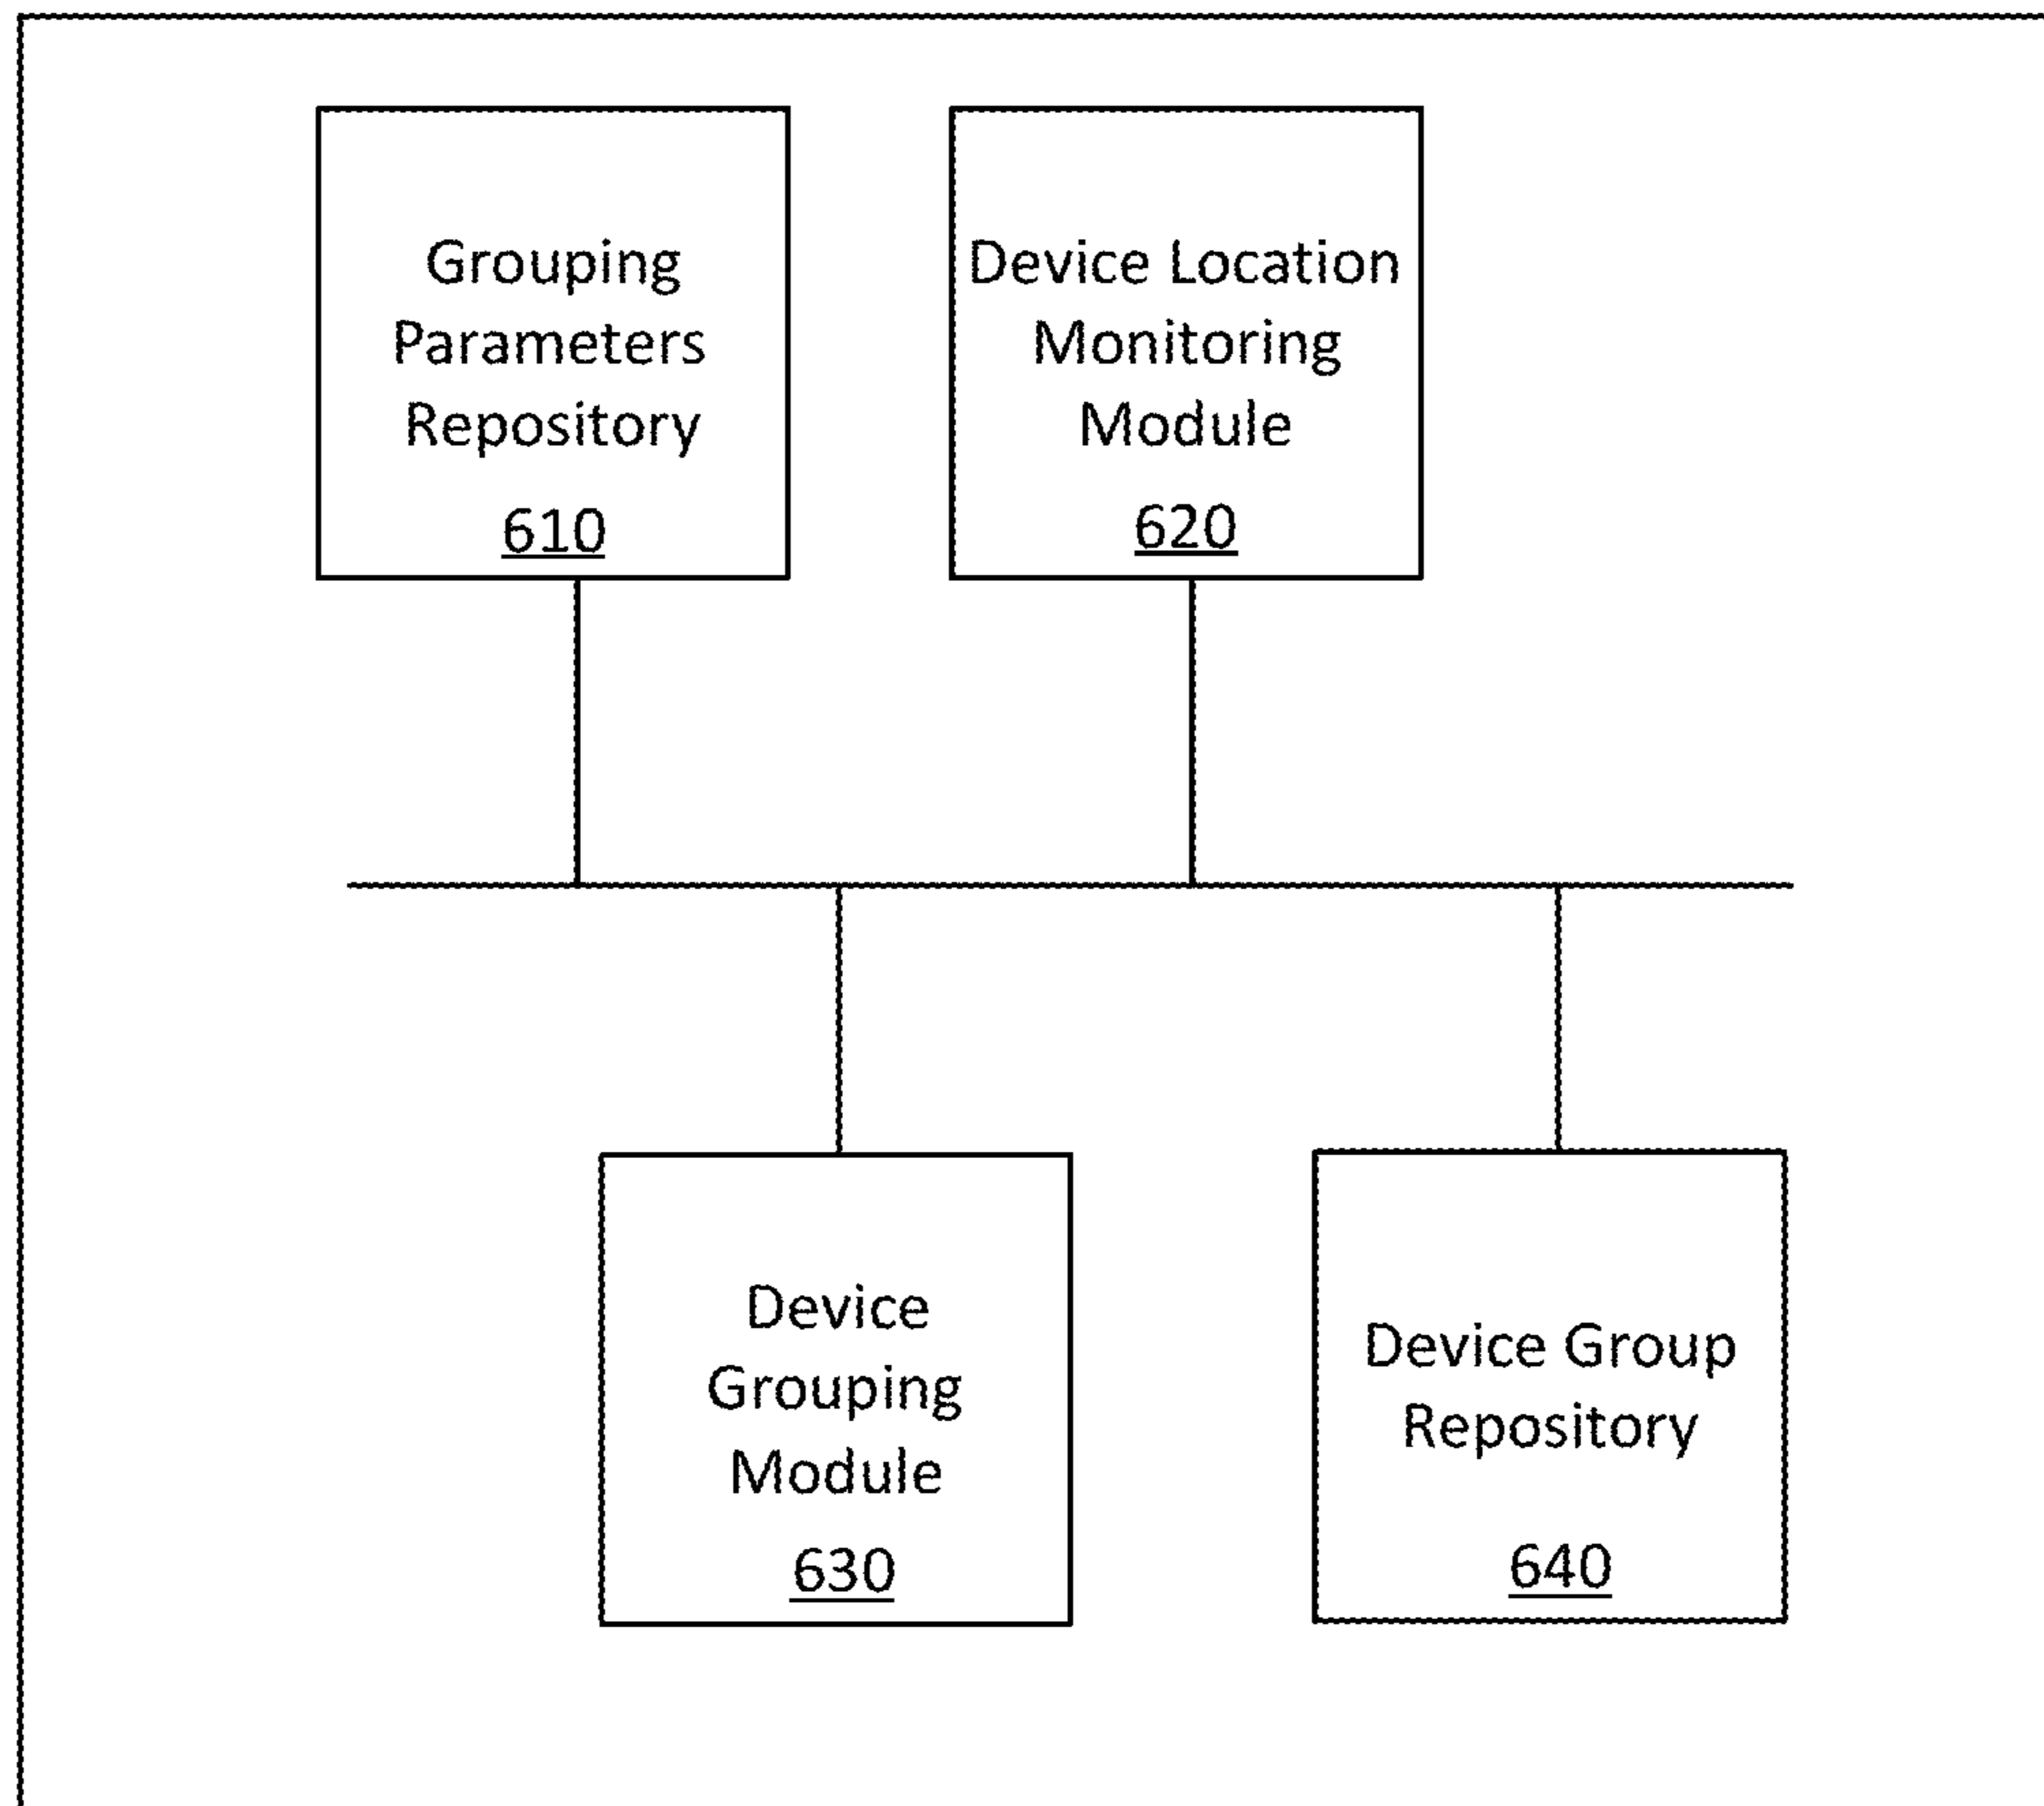 Grouping
Parameters
Repository
610
Device Location
Monitoring
Module
620
Device
Grouping
Module
630
Device Group
Repository
640